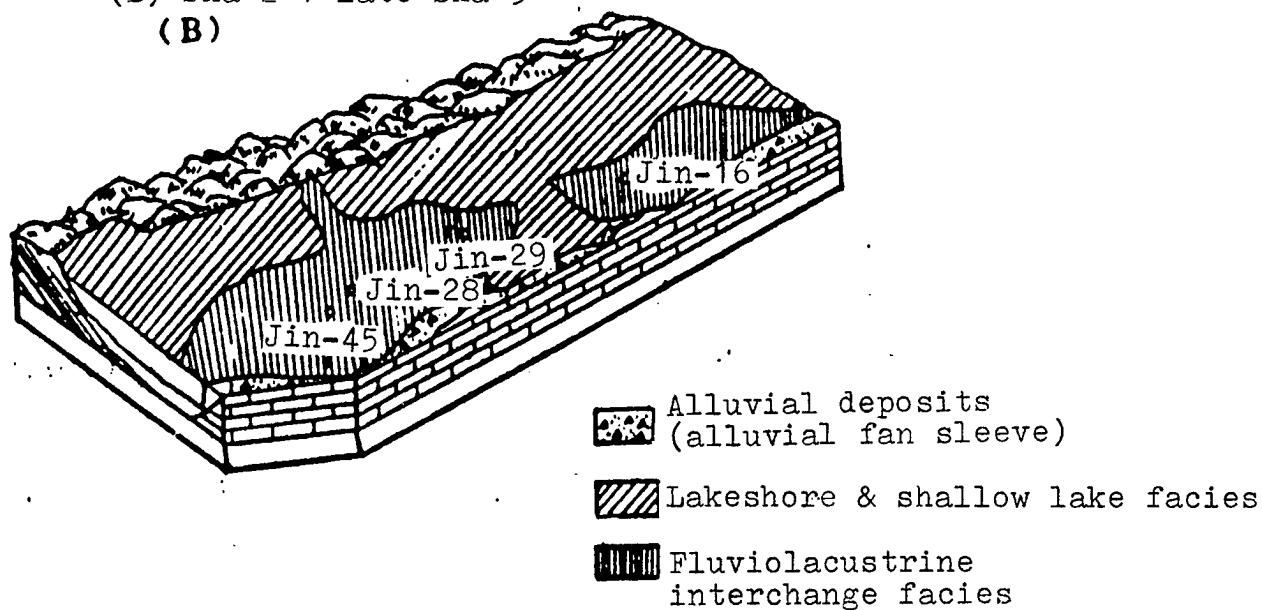 (B)
Jin-16
Jin-29
Jin-28
Jin-45
Alluvial deposits
(alluvial fan sleeve)
Lakeshore & shallow lake facies
Fluviolacustrine
interchange facies